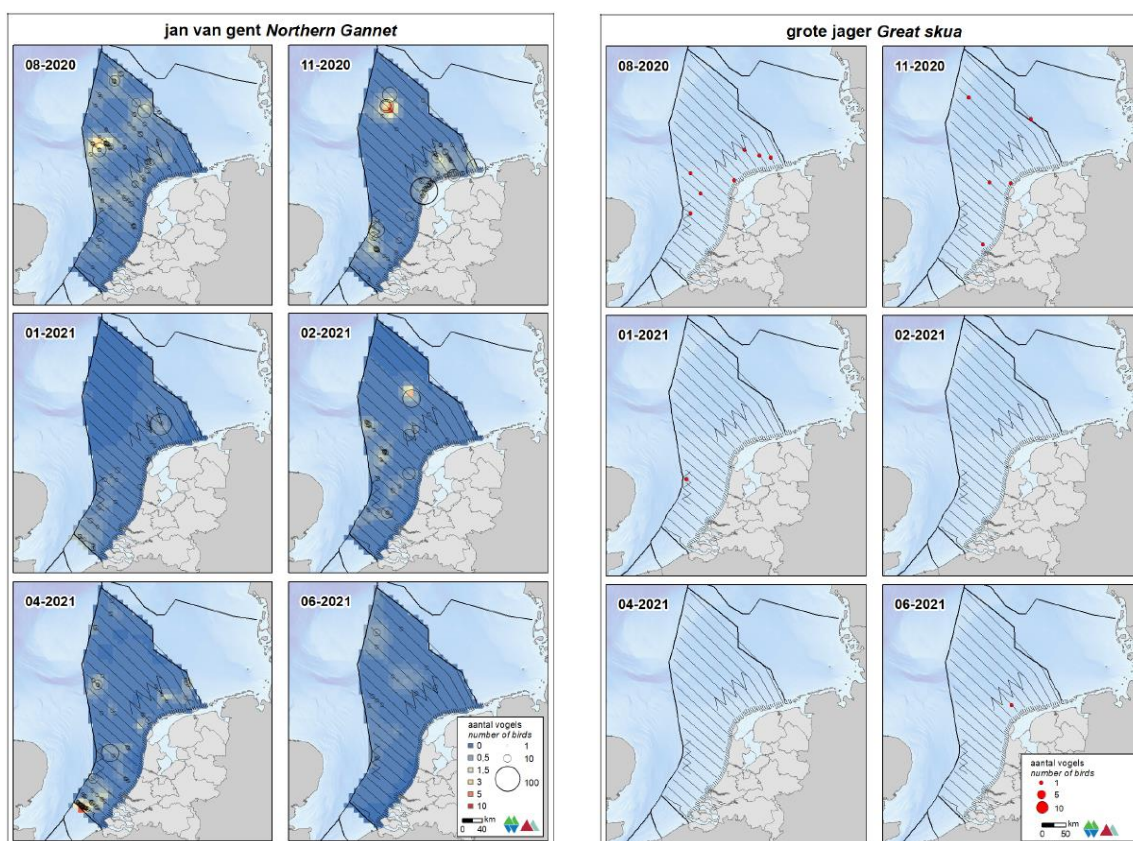 jan van gent Northern Gannet
08-2020
11-2020
01-2021
02-2021
04-2021
06-2021
aantal vogels
number of birds
0 1
0,5 10
1,5
3 100
5
10
km
0 40
grote jager Great skua
08-2020
11-2020
01-2021
02-2021
04-2021
06-2021
aantal vogels
number of birds
1
5
10
km
0 50